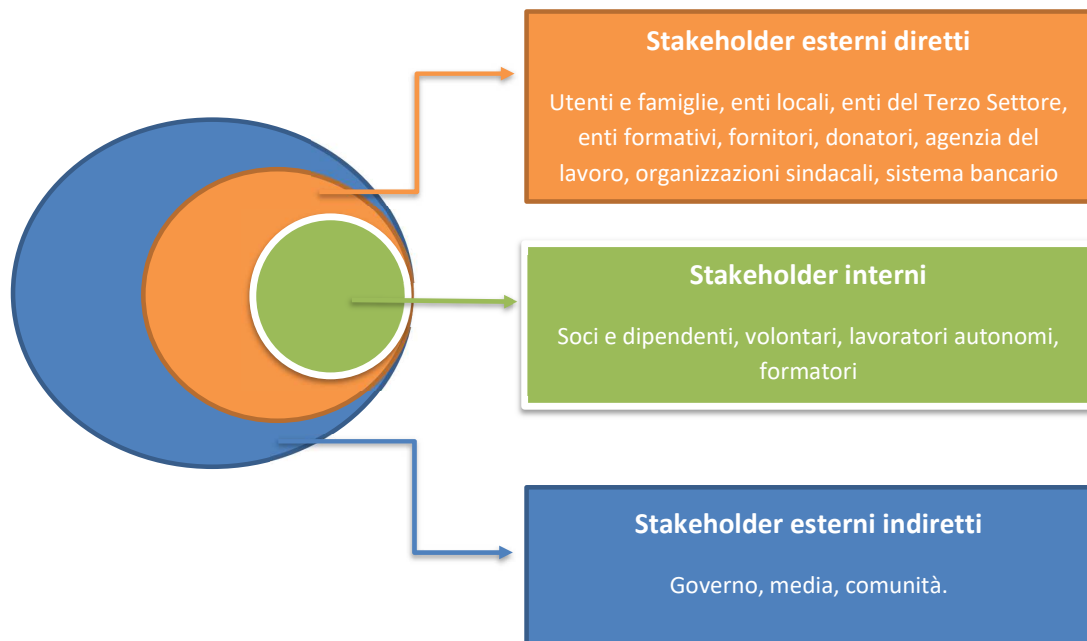 Stakeholder esterni diretti
Utenti e famiglie, enti locali, enti del Terzo Settore,
enti formativi, fornitori, donatori, agenzia del
lavoro, organizzazioni sindacali, sistema bancario
Stakeholder interni
Soci e dipendenti, volontari, lavoratori autonomi,
formatori
Stakeholder esterni indiretti
Governo, media, comunità.